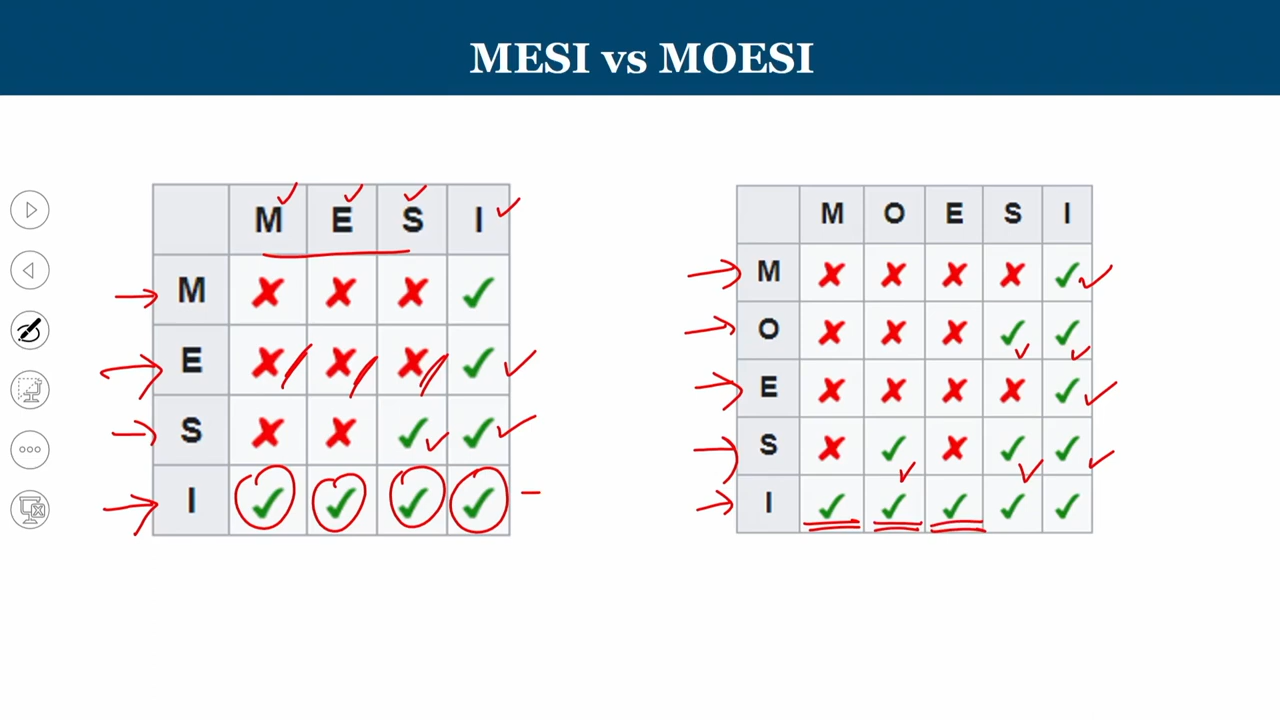 MESI vs MOESI
M E S I
M ✘ ✘ ✘ ✔
E ✘ ✘ ✘ ✔
S ✘ ✘ ✔ ✔
I ✔ ✔ ✔ ✔
M O E S I
M ✘ ✘ ✘ ✘ ✔
O ✘ ✘ ✘ ✔ ✔
E ✘ ✘ ✘ ✘ ✔
S ✘ ✔ ✘ ✔ ✔
I ✔ ✔ ✔ ✔ ✔